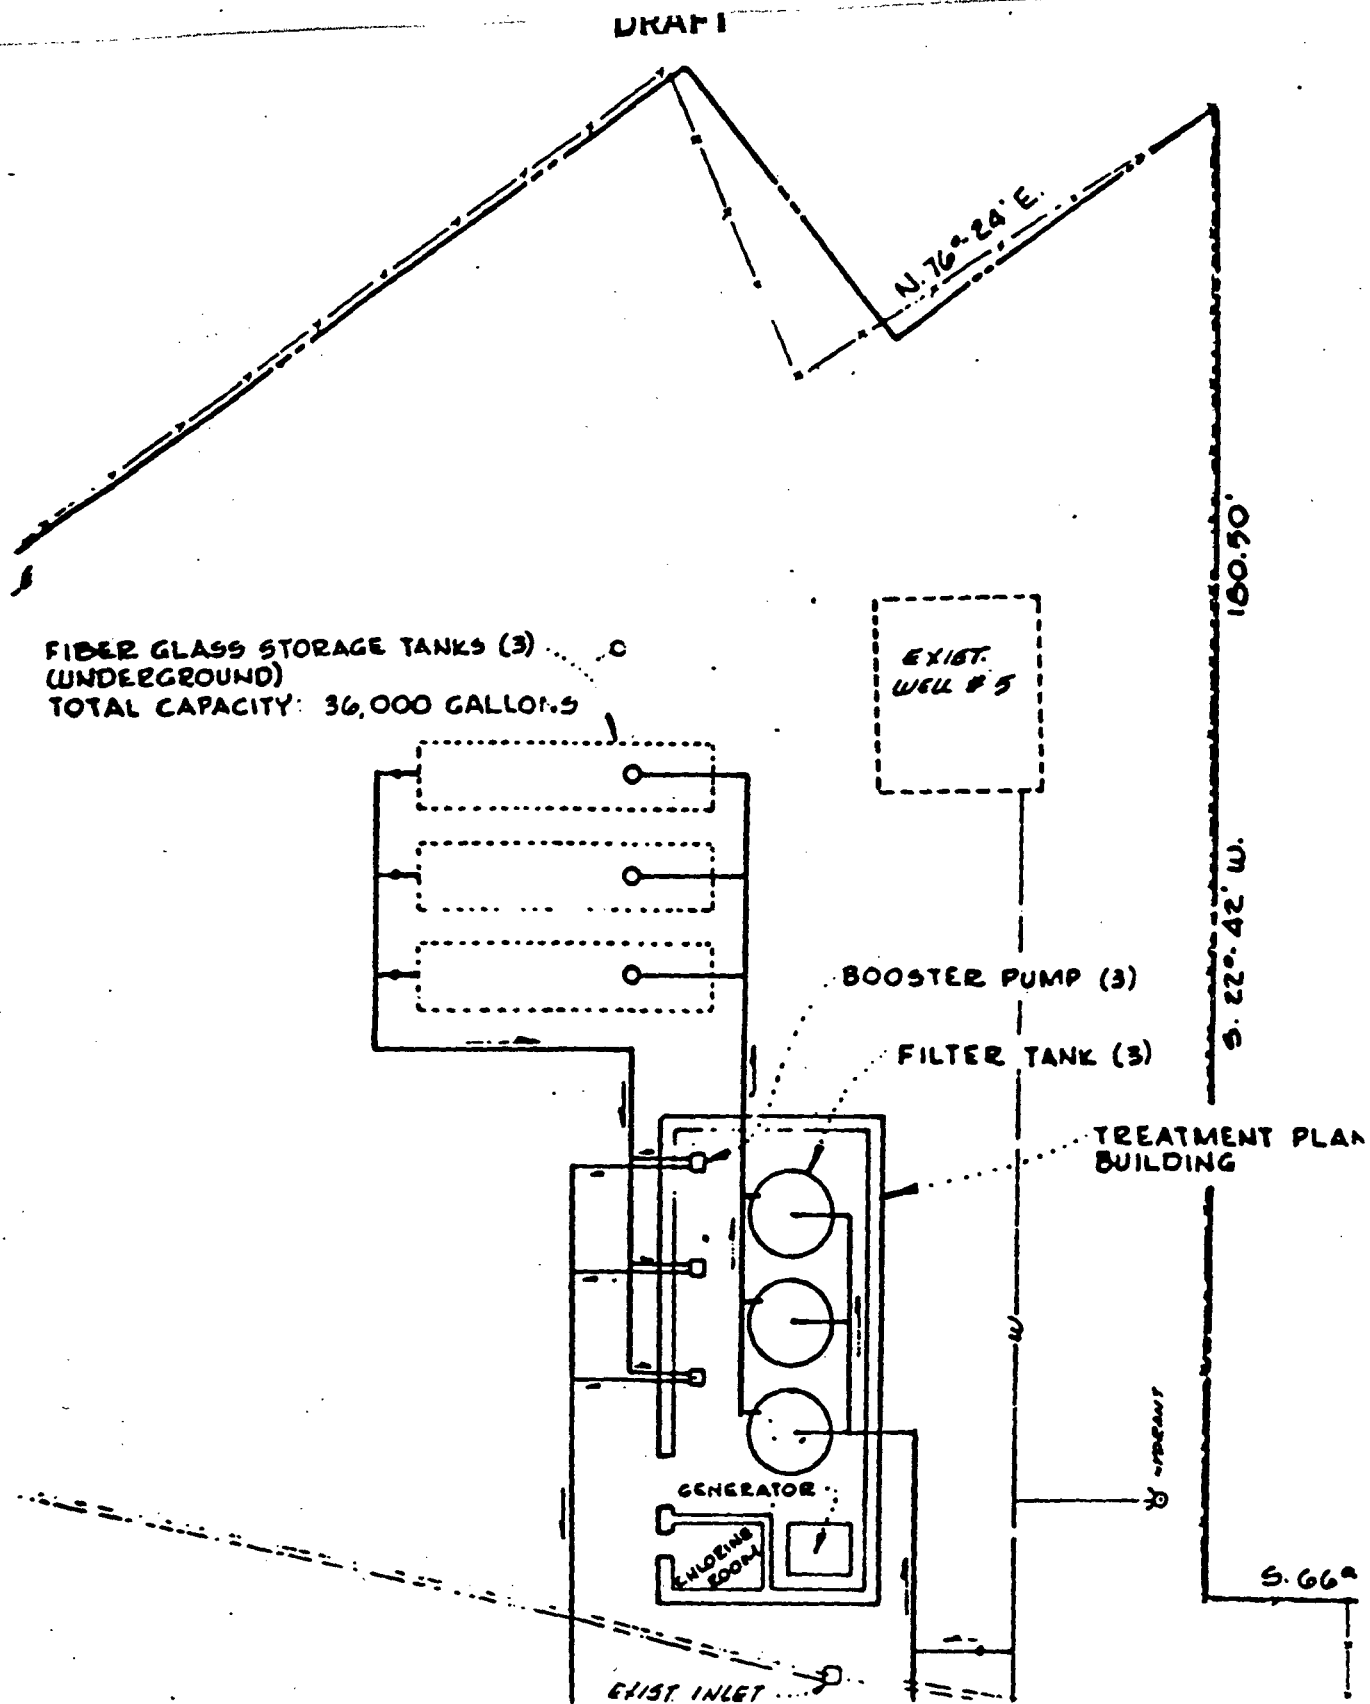 DRAFT
N. 76°-24' E.
180.50'
FIBER GLASS STORAGE TANKS (3)
(UNDERGROUND)
TOTAL CAPACITY: 36,000 GALLONS
EXIST.
WELL # 5
S. 22°-42' W.
BOOSTER PUMP (3)
FILTER TANK (3)
TREATMENT PLAN
BUILDING
W
HYDRANT
GENERATOR
CHLORINE
ROOM
S. 66°
EXIST. INLET